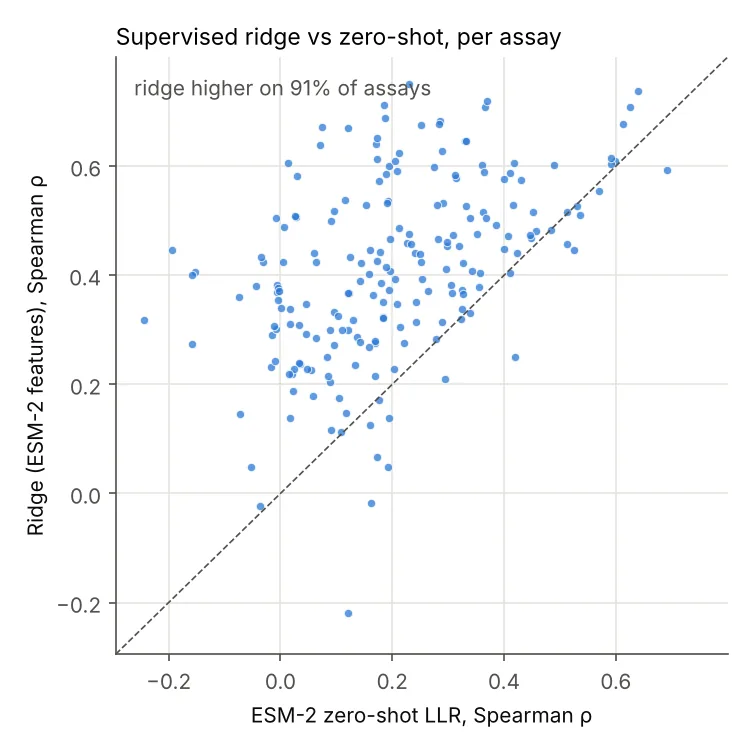 Supervised ridge vs zero-shot, per assay
ridge higher on 91% of assays
Ridge (ESM-2 features), Spearman ρ
0.6
0.4
0.2
0.0
−0.2
−0.2 0.0 0.2 0.4 0.6
ESM-2 zero-shot LLR, Spearman ρ